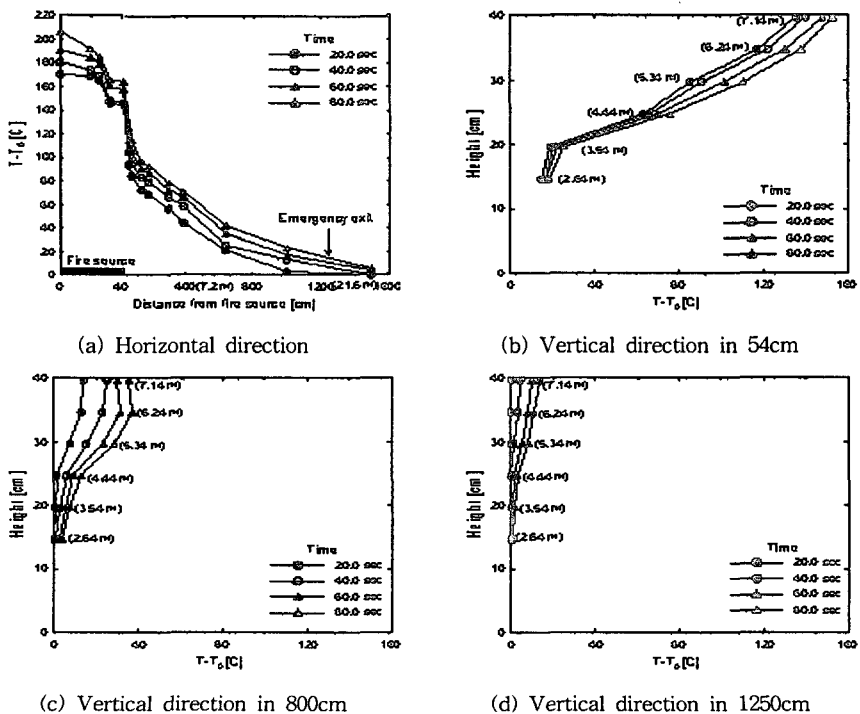 220
200
180
160
140
120
100
80
60
40
20
0
T-T₀ [C]
Time
20.0 sec
40.0 sec
60.0 sec
80.0 sec
Emergency exit
Fire source
0 40 400(7.2m) 800 1200(21.6m)1600
Distance from fire source [cm]
(a) Horizontal direction
40
30
20
10
0
Height [cm]
(7.14m)
(6.24m)
(5.34m)
(4.44m)
(3.54m)
(2.64m)
Time
20.0 sec
40.0 sec
60.0 sec
80.0 sec
0 40 80 120 160
T-T₀ [C]
(b) Vertical direction in 54cm
40
30
20
10
0
Height [cm]
(7.14m)
(6.24m)
(5.34m)
(4.44m)
(3.54m)
(2.64m)
Time
20.0 sec
40.0 sec
60.0 sec
80.0 sec
0 40 80 120 160
T-T₀ [C]
(c) Vertical direction in 800cm
40
30
20
10
0
Height [cm]
(7.14m)
(6.24m)
(5.34m)
(4.44m)
(3.54m)
(2.64m)
Time
20.0 sec
40.0 sec
60.0 sec
80.0 sec
0 40 80 120 160
T-T₀ [C]
(d) Vertical direction in 1250cm